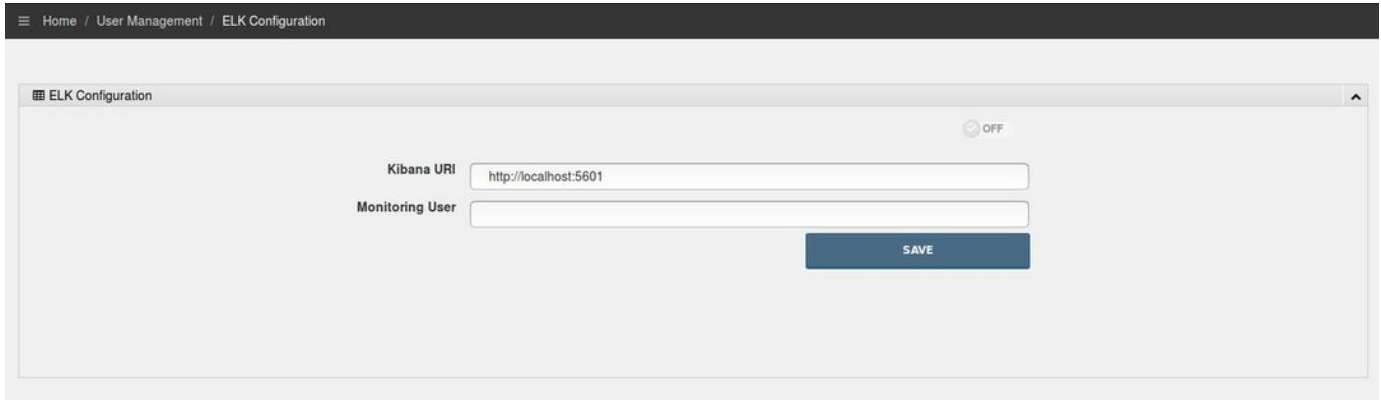 Home / User Management / ELK Configuration
ELK Configuration
OFF
Kibana URI http://localhost:5601
Monitoring User
SAVE